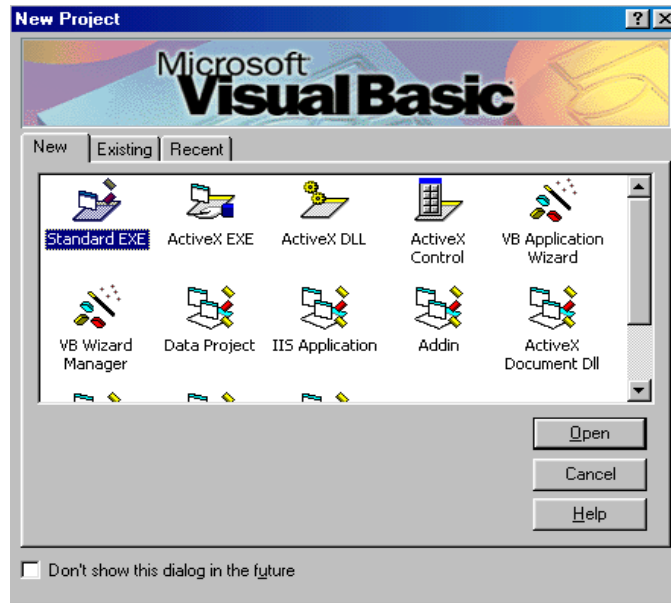 New Project
Microsoft
Visual Basic
New Existing Recent
Standard EXE ActiveX EXE ActiveX DLL ActiveX Control VB Application Wizard
VB Wizard Manager Data Project IIS Application Addin ActiveX Document Dll
Open
Cancel
Help
Don't show this dialog in the future